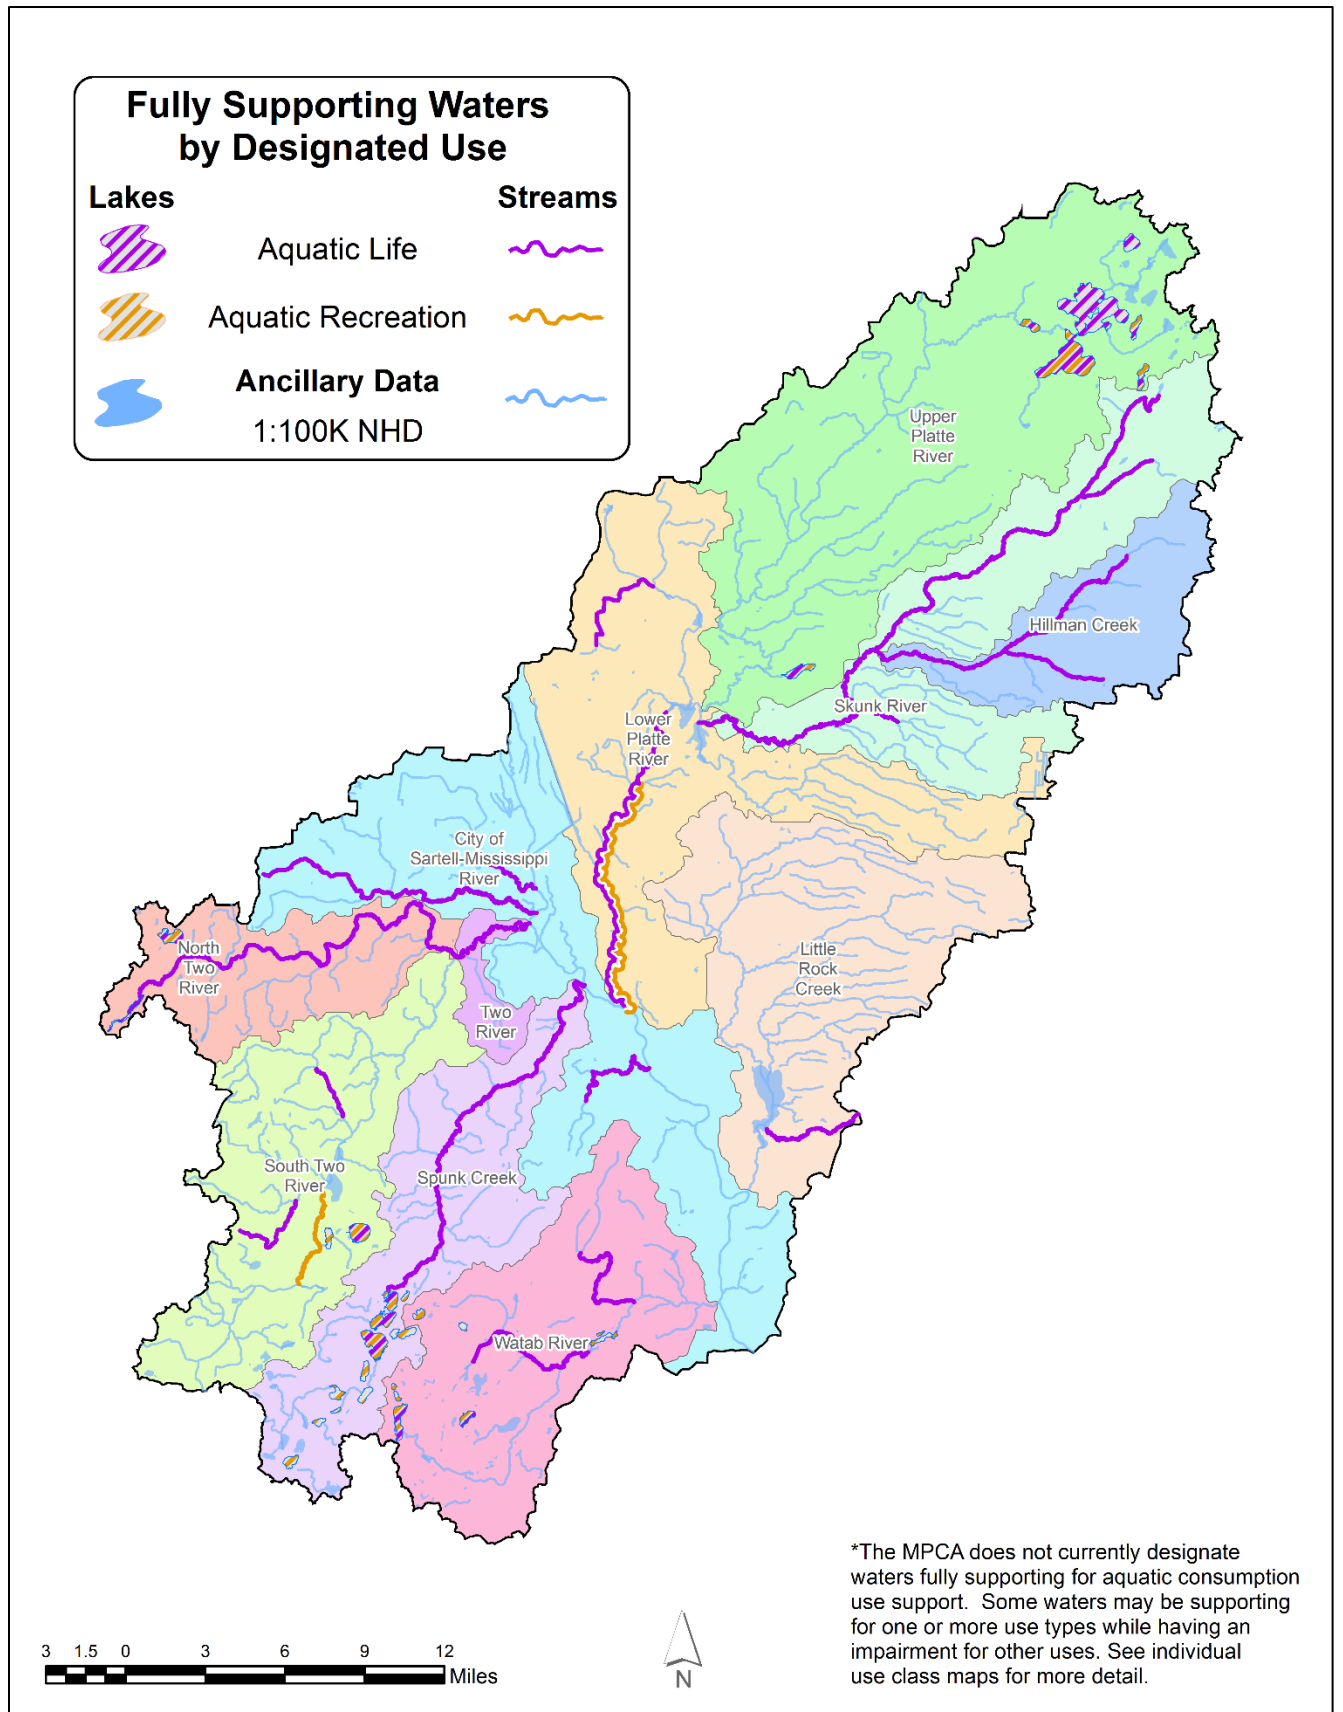 Fully Supporting Waters
by Designated Use
Lakes
Streams
Aquatic Life
Aquatic Recreation
Ancillary Data
1:100K NHD
Upper
Platte
River
Hillman Creek
Skunk River
Lower
Platte
River
City of
Sartell-Mississippi
River
North
Two
River
Little
Rock
Creek
Two
River
South Two
River
Spunk Creek
Watab River
*The MPCA does not currently designate
waters fully supporting for aquatic consumption
use support. Some waters may be supporting
for one or more use types while having an
impairment for other uses. See individual
use class maps for more detail.
3 1.5 0 3 6 9 12
Miles
N